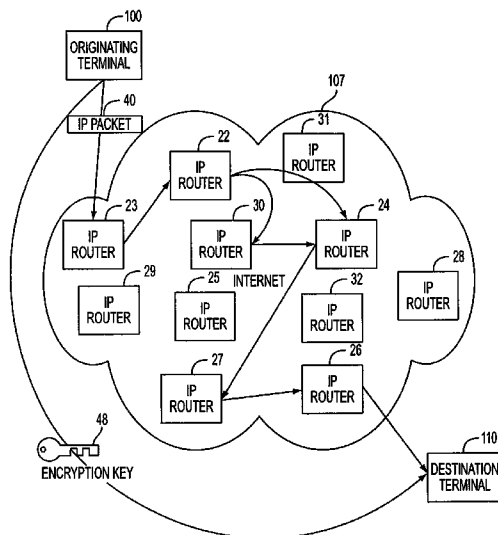 100
ORIGINATING
TERMINAL
40
IP PACKET
107
31
IP
ROUTER
22
IP
ROUTER
23
IP
ROUTER
30
IP
ROUTER
24
IP
ROUTER
29
IP
ROUTER
25
IP
ROUTER
INTERNET
32
IP
ROUTER
28
IP
ROUTER
27
IP
ROUTER
26
IP
ROUTER
48
ENCRYPTION KEY
110
DESTINATION
TERMINAL